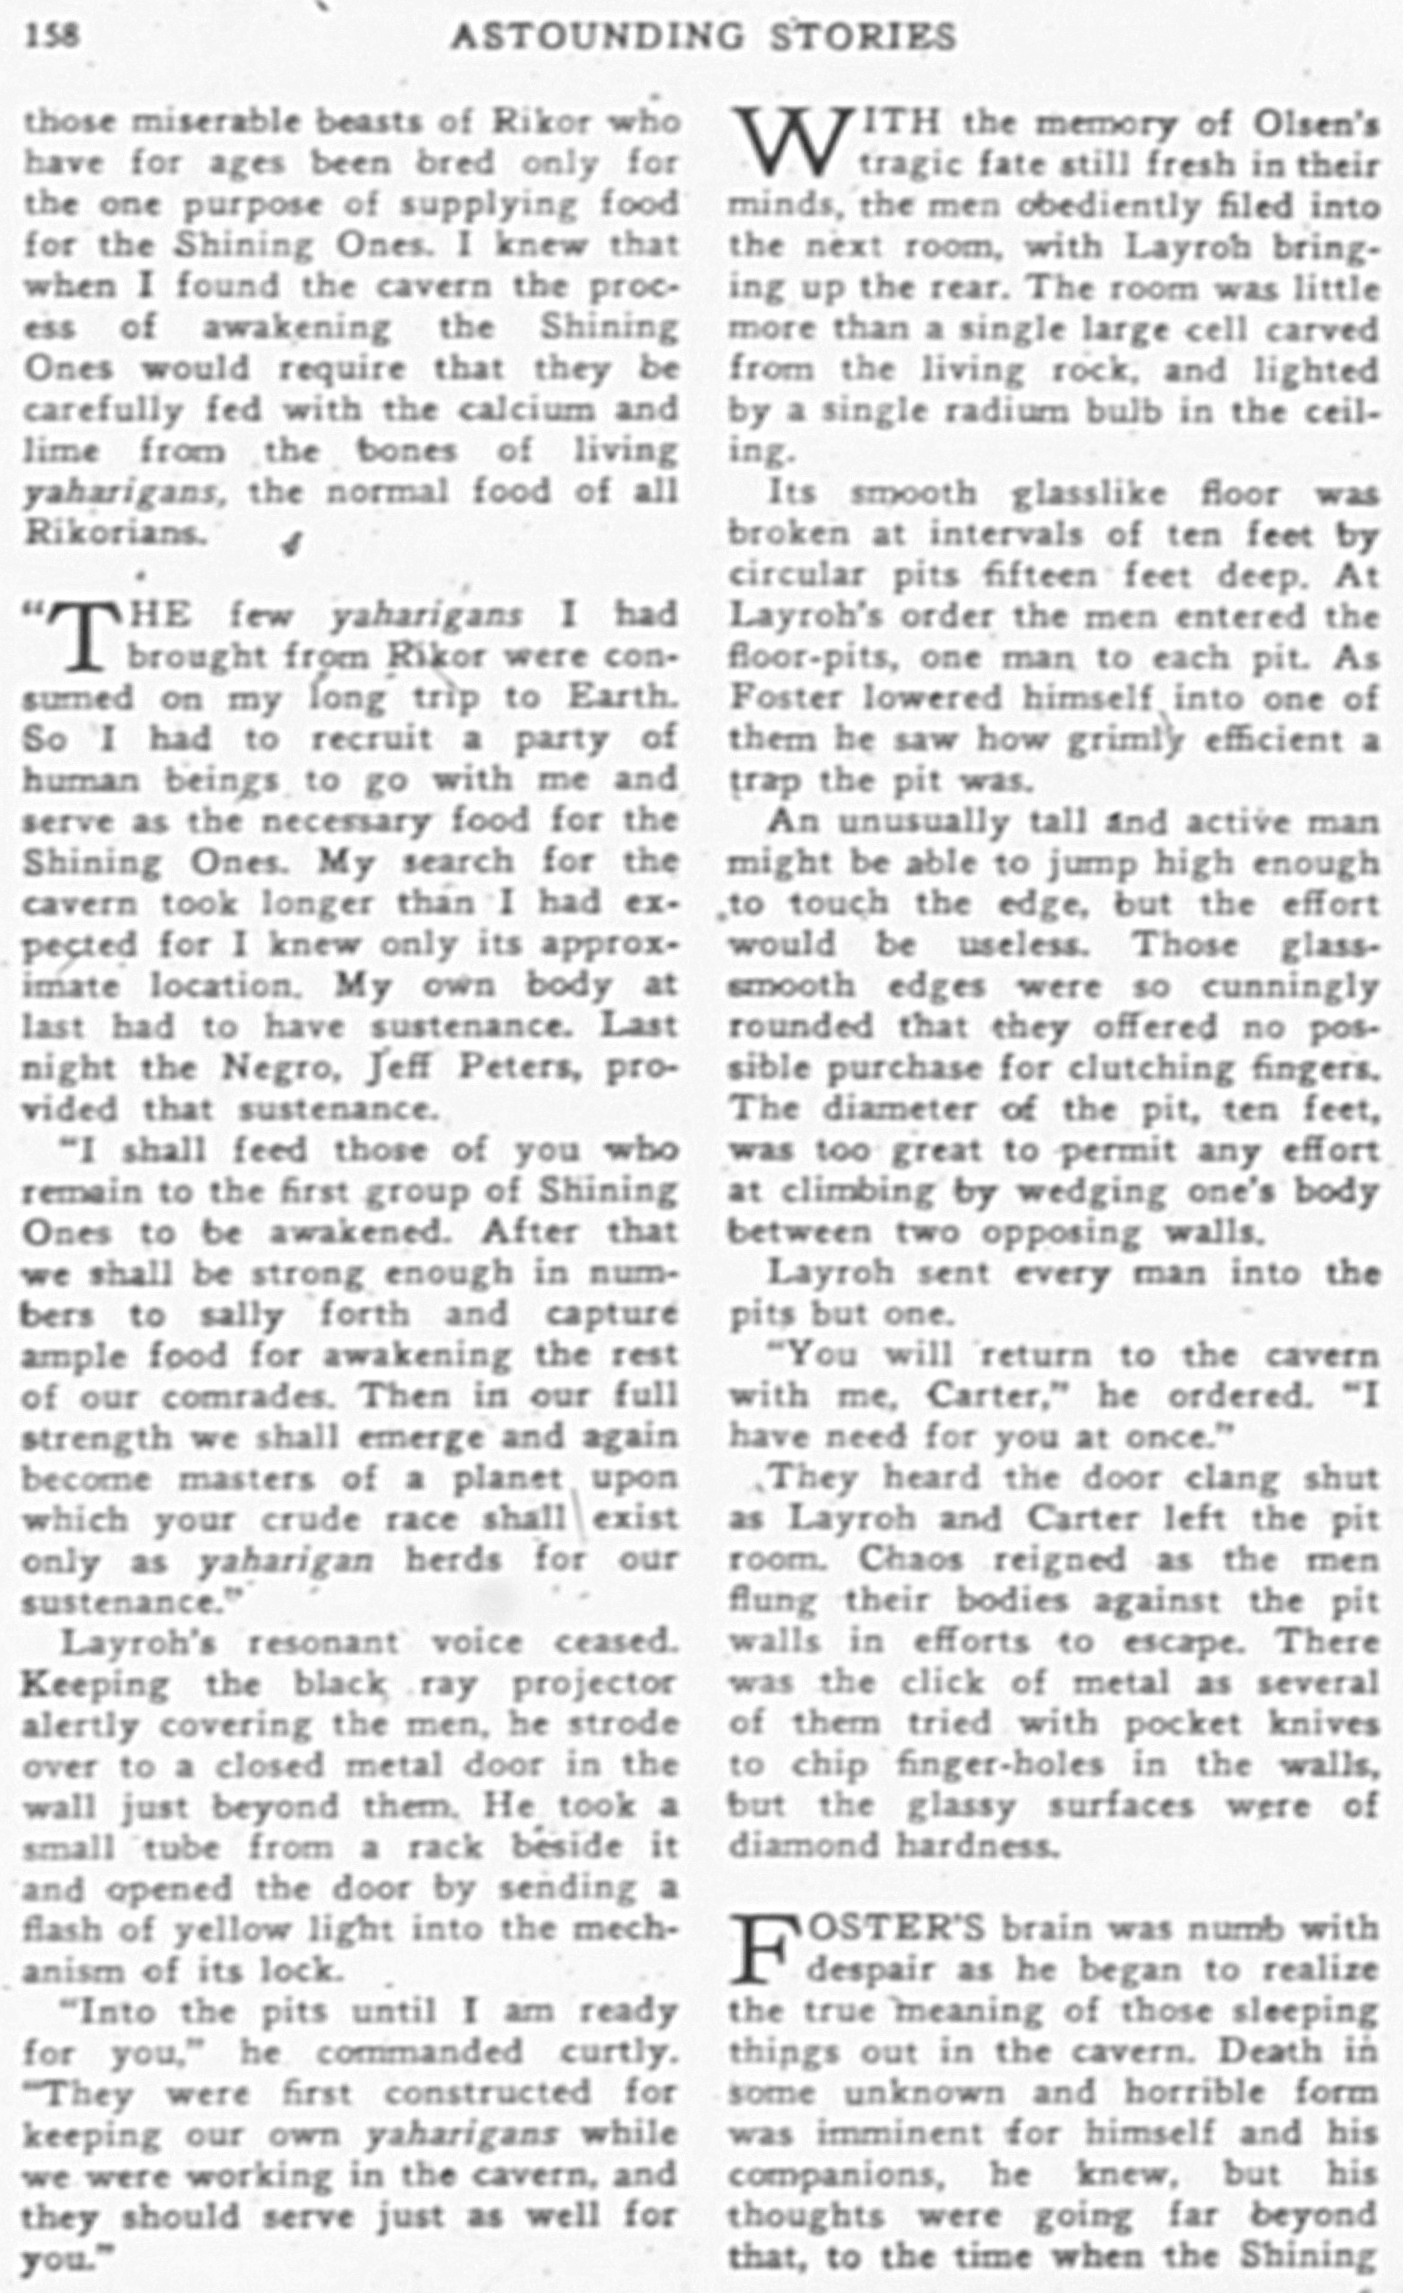 158
ASTOUNDING STORIES
those miserable beasts of Rikor who
have for ages been bred only for
the one purpose of supplying food
for the Shining Ones. I knew that
when I found the cavern the proc-
ess of awakening the Shining
Ones would require that they be
carefully fed with the calcium and
lime from the bones of living
yaharigans, the normal food of all
Rikorians.
"THE few yaharigans I had
brought from Rikor were con-
sumed on my long trip to Earth.
So I had to recruit a party of
human beings to go with me and
serve as the necessary food for the
Shining Ones. My search for the
cavern took longer than I had ex-
pected for I knew only its approx-
imate location. My own body at
last had to have sustenance. Last
night the Negro, Jeff Peters, pro-
vided that sustenance.
"I shall feed those of you who
remain to the first group of Shining
Ones to be awakened. After that
we shall be strong enough in num-
bers to sally forth and capture
ample food for awakening the rest
of our comrades. Then in our full
strength we shall emerge and again
become masters of a planet upon
which your crude race shall exist
only as yaharigan herds for our
sustenance."
Layroh's resonant voice ceased.
Keeping the black ray projector
alertly covering the men, he strode
over to a closed metal door in the
wall just beyond them. He took a
small tube from a rack beside it
and opened the door by sending a
flash of yellow light into the mech-
anism of its lock.
"Into the pits until I am ready
for you," he commanded curtly.
"They were first constructed for
keeping our own yaharigans while
we were working in the cavern, and
they should serve just as well for
you."
WITH the memory of Olsen's
tragic fate still fresh in their
minds, the men obediently filed into
the next room, with Layroh bring-
ing up the rear. The room was little
more than a single large cell carved
from the living rock, and lighted
by a single radium bulb in the ceil-
ing.
Its smooth glasslike floor was
broken at intervals of ten feet by
circular pits fifteen feet deep. At
Layroh's order the men entered the
floor-pits, one man to each pit. As
Foster lowered himself into one of
them he saw how grimly efficient a
trap the pit was.
An unusually tall and active man
might be able to jump high enough
to touch the edge, but the effort
would be useless. Those glass-
smooth edges were so cunningly
rounded that they offered no pos-
sible purchase for clutching fingers.
The diameter of the pit, ten feet,
was too great to permit any effort
at climbing by wedging one's body
between two opposing walls.
Layroh sent every man into the
pits but one.
"You will return to the cavern
with me, Carter," he ordered. "I
have need for you at once."
They heard the door clang shut
as Layroh and Carter left the pit
room. Chaos reigned as the men
flung their bodies against the pit
walls in efforts to escape. There
was the click of metal as several
of them tried with pocket knives
to chip finger-holes in the walls,
but the glassy surfaces were of
diamond hardness.
FOSTER'S brain was numb with
despair as he began to realize
the true meaning of those sleeping
things out in the cavern. Death in
some unknown and horrible form
was imminent for himself and his
companions, he knew, but his
thoughts were going far beyond
that, to the time when the Shining